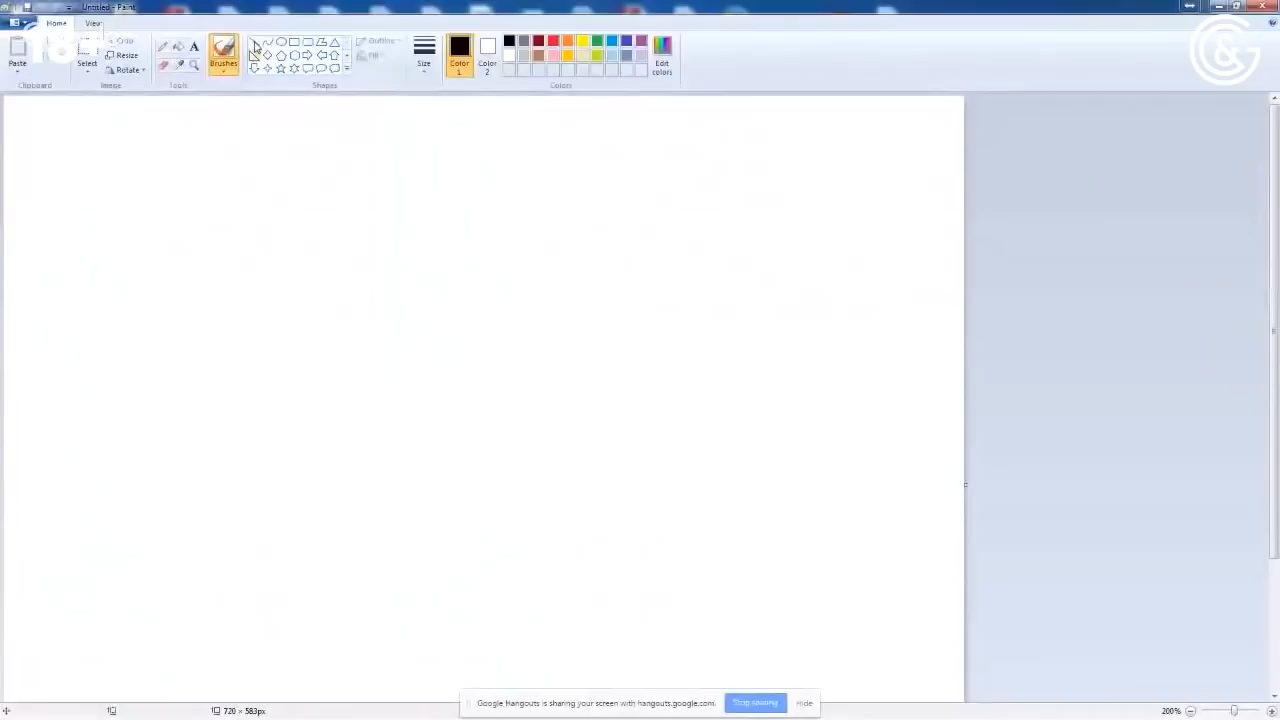 Untitled - Paint
Home
View
Paste
Select
Crop
Resize
Rotate
A
Brushes
Outline
Fill
Size
Color 1
Color 2
Edit colors
Clipboard
Image
Tools
Shapes
Colors
Google Hangouts is sharing your screen with hangouts.google.com.
Stop sharing
Hide
720 × 583px
200%